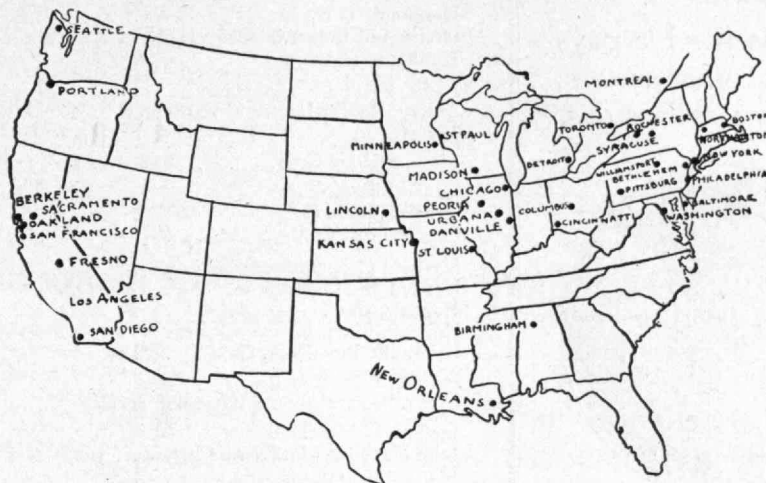 SEATTLE
PORTLAND
BERKELEY
SACRAMENTO
OAKLAND
SAN FRANCISCO
FRESNO
LOS ANGELES
SAN DIEGO
MINNEAPOLIS
ST PAUL
MADISON
LINCOLN
KANSAS CITY
CHICAGO
PEORIA
URBANA
DANVILLE
ST LOUIS
DETROIT
COLUMBUS
CINCINNATTI
BIRMINGHAM
NEW ORLEANS
MONTREAL
TORONTO
ROCHESTER
SYRACUSE
BOSTON
NORTHAMPTON
NEW YORK
WILLIAMSPORT
BETHLEHEM
PITTSBURG
PHILADELPHIA
BALTIMORE
WASHINGTON